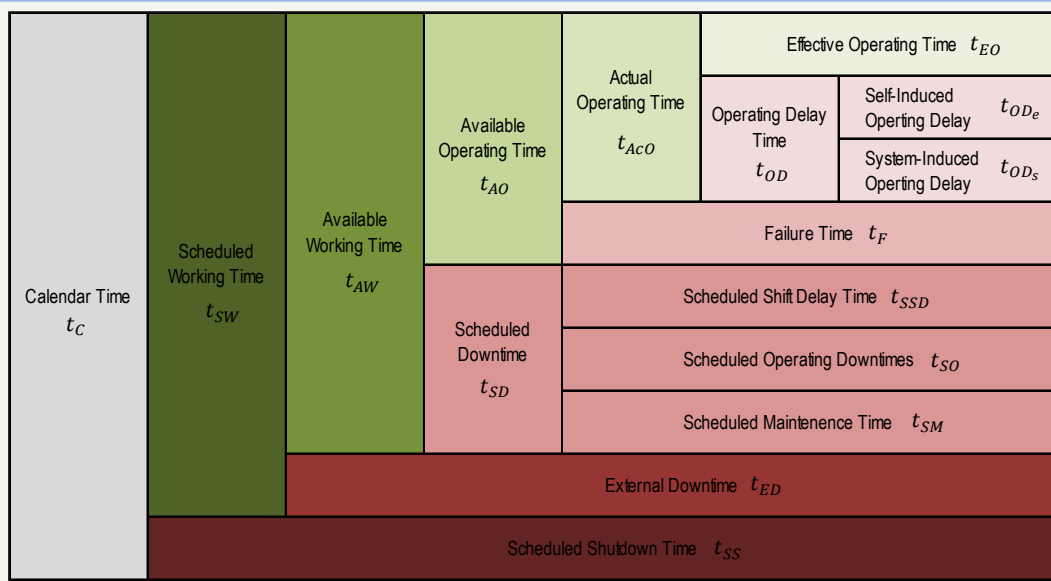 Calendar Time
t_C
Scheduled
Working Time
t_SW
Available
Working Time
t_AW
Available
Operating Time
t_AO
Scheduled
Downtime
t_SD
Actual
Operating Time
t_AcO
Effective Operating Time t_EO
Operating Delay
Time
t_OD
Self-Induced
Operting Delay t_ODe
System-Induced
Operting Delay t_ODs
Failure Time t_F
Scheduled Shift Delay Time t_SSD
Scheduled Operating Downtimes t_SO
Scheduled Maintenence Time t_SM
External Downtime t_ED
Scheduled Shutdown Time t_SS